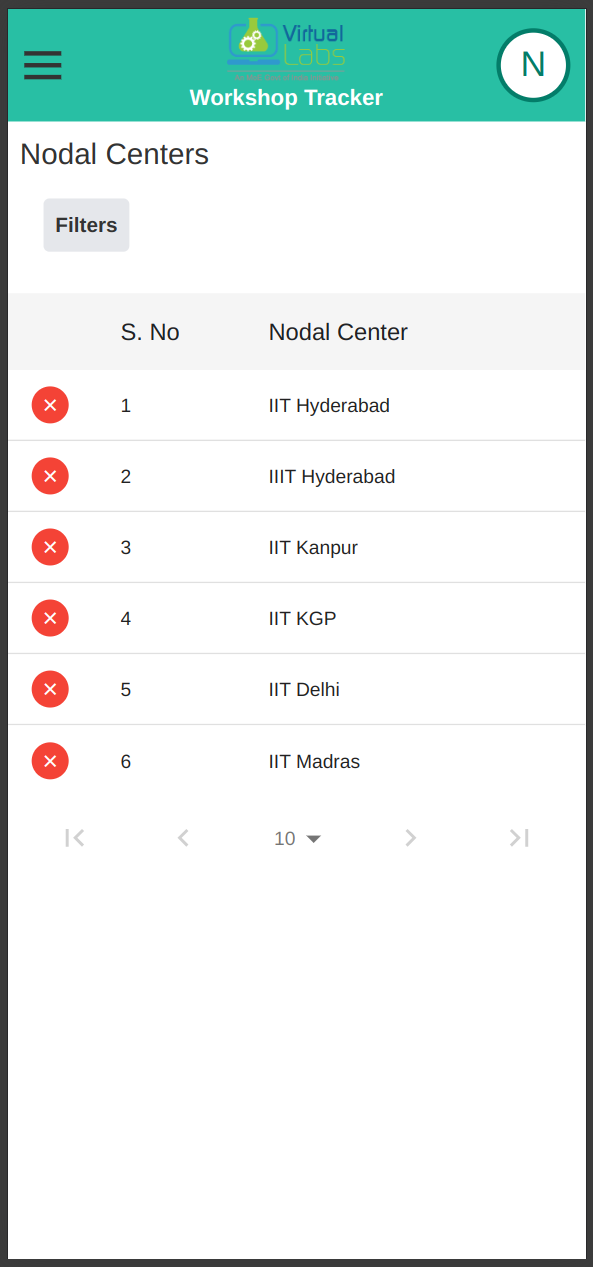 Virtual
Labs
Workshop Tracker
N
Nodal Centers
Filters
S. No Nodal Center
1 IIT Hyderabad
2 IIIT Hyderabad
3 IIT Kanpur
4 IIT KGP
5 IIT Delhi
6 IIT Madras
10